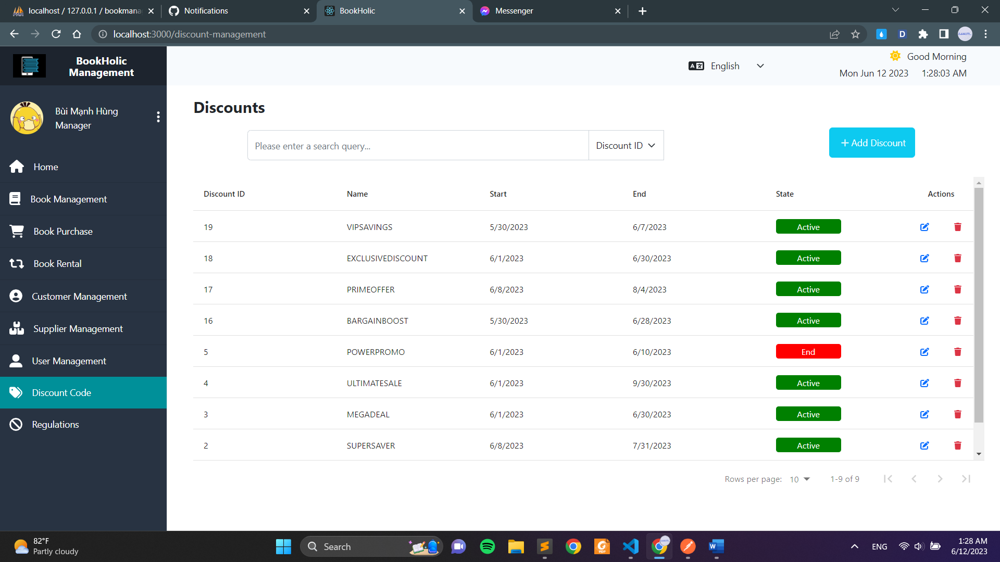 localhost / 127.0.0.1 / bookmana
Notifications
BookHolic
Messenger
localhost:3000/discount-management
D
BookHolic
Management
English
Good Morning
Mon Jun 12 2023 1:28:03 AM
Bùi Mạnh Hùng
Manager
Home
Book Management
Book Purchase
Book Rental
Customer Management
Supplier Management
User Management
Discount Code
Regulations
Discounts
Please enter a search query...
Discount ID
+ Add Discount
Discount ID Name Start End State Actions
19 VIPSAVINGS 5/30/2023 6/7/2023 Active
18 EXCLUSIVEDISCOUNT 6/1/2023 6/30/2023 Active
17 PRIMEOFFER 6/8/2023 8/4/2023 Active
16 BARGAINBOOST 5/30/2023 6/28/2023 Active
5 POWERPROMO 6/1/2023 6/10/2023 End
4 ULTIMATESALE 6/1/2023 9/30/2023 Active
3 MEGADEAL 6/1/2023 6/30/2023 Active
2 SUPERSAVER 6/8/2023 7/31/2023 Active
Rows per page: 10 1-9 of 9
82°F
Partly cloudy
Search
ENG
1:28 AM
6/12/2023